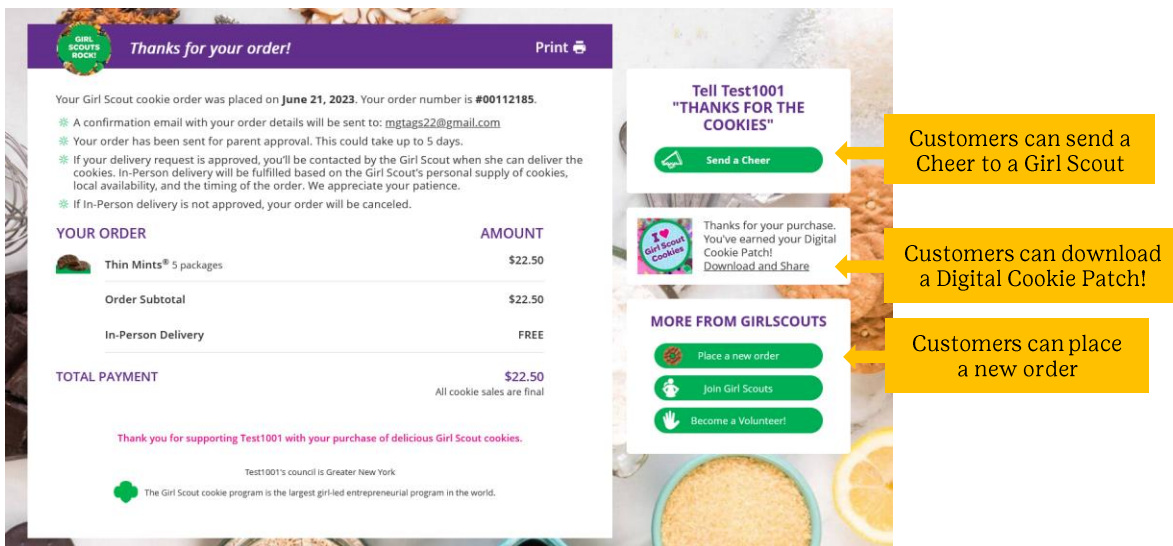 GIRL
SCOUTS
ROCK!
Thanks for your order!
Print
Your Girl Scout cookie order was placed on June 21, 2023. Your order number is #00112185.
A confirmation email with your order details will be sent to: mgtags22@gmail.com
Your order has been sent for parent approval. This could take up to 5 days.
If your delivery request is approved, you'll be contacted by the Girl Scout when she can deliver the
cookies. In-Person delivery will be fulfilled based on the Girl Scout's personal supply of cookies,
local availability, and the timing of the order. We appreciate your patience.
If In-Person delivery is not approved, your order will be canceled.
YOUR ORDER AMOUNT
Thin Mints® 5 packages $22.50
Order Subtotal $22.50
In-Person Delivery FREE
TOTAL PAYMENT $22.50
All cookie sales are final
Thank you for supporting Test1001 with your purchase of delicious Girl Scout cookies.
Test1001's council is Greater New York
The Girl Scout cookie program is the largest girl-led entrepreneurial program in the world.
Tell Test1001
"THANKS FOR THE
COOKIES"
Send a Cheer
I
Girl Scout
Cookies
Thanks for your purchase.
You've earned your Digital
Cookie Patch!
Download and Share
MORE FROM GIRLSCOUTS
Place a new order
Join Girl Scouts
Become a Volunteer!
Customers can send a
Cheer to a Girl Scout
Customers can download
a Digital Cookie Patch!
Customers can place
a new order